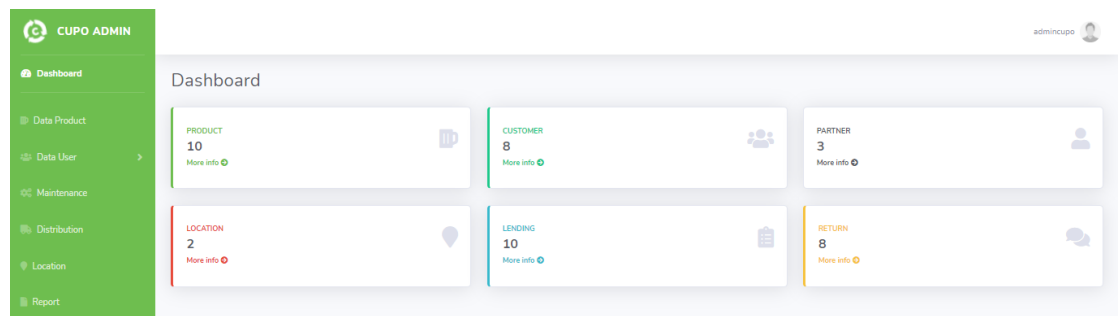 CUPO ADMIN
admincupo
Dashboard
Data Product
Data User
Maintenance
Distribution
Location
Report
Dashboard
PRODUCT
10
More info
CUSTOMER
8
More info
PARTNER
3
More info
LOCATION
2
More info
LENDING
10
More info
RETURN
8
More info